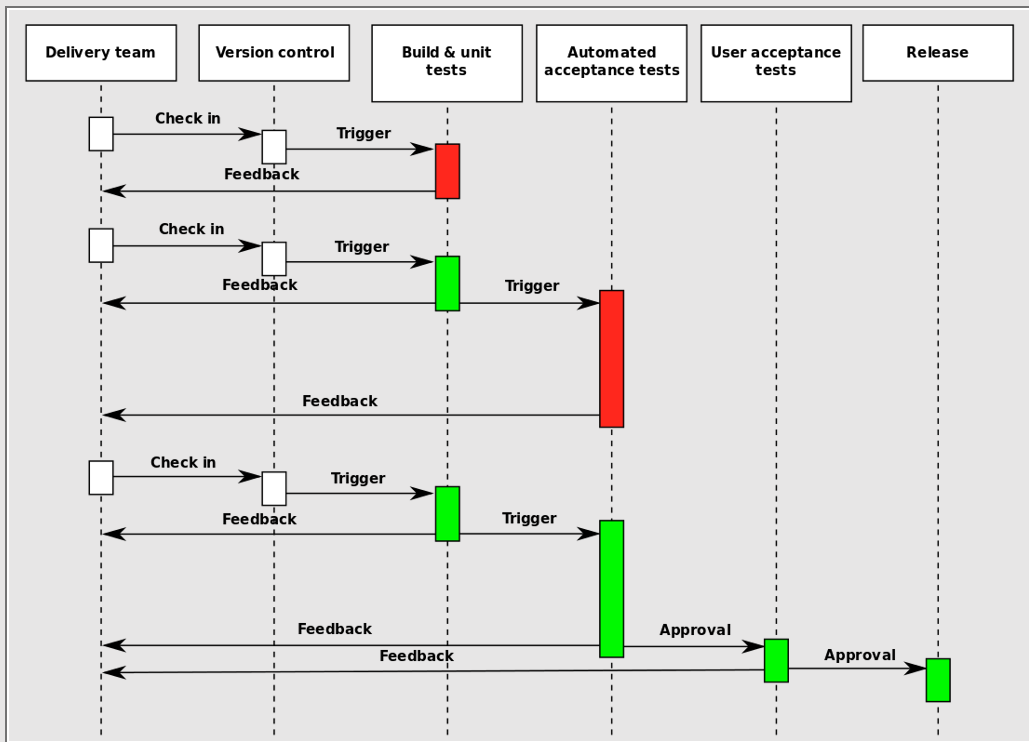 Delivery team
Version control
Build & unit
tests
Automated
acceptance tests
User acceptance
tests
Release
Check in
Trigger
Feedback
Check in
Trigger
Feedback
Trigger
Feedback
Check in
Trigger
Feedback
Trigger
Feedback
Approval
Feedback
Approval